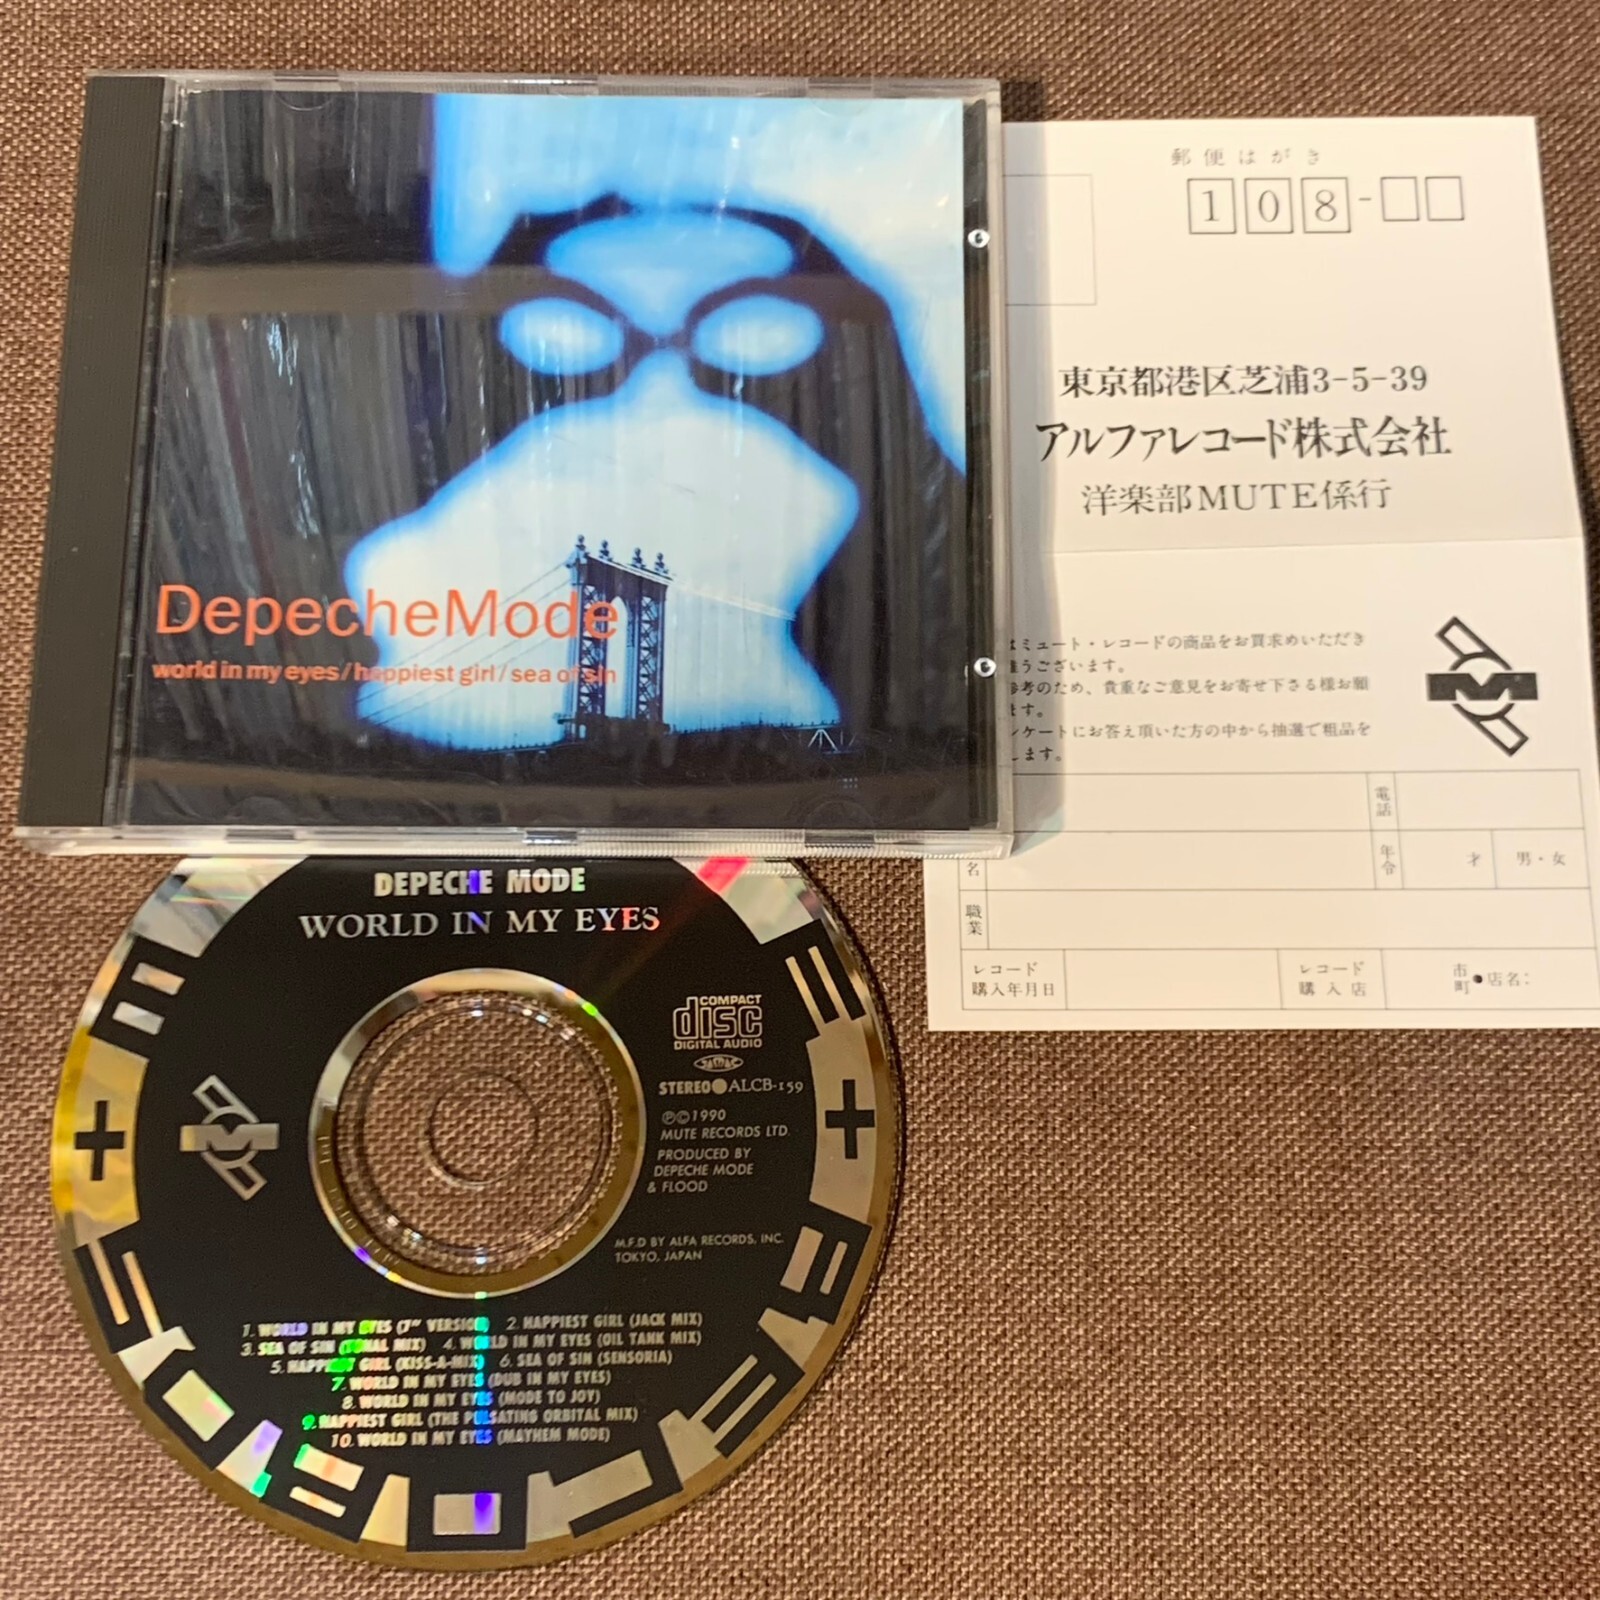 DepecheMode
world in my eyes/happiest girl/sea of sin
郵便はがき
108-
東京都港区芝浦3-5-39
アルファレコード株式会社
洋楽部MUTE係行
ミュート・レコードの商品をお買求めいただき
うございます。
参考のため、貴重なご意見をお寄せ下さる様お願
ます。
ンケートにお答え頂いた方の中から抽選で粗品を
します。
M
電話
名
年令
才
男・女
職業
レコード
購入年月日
レコード
購入店
市
町
●店名:
DEPECHE MODE
WORLD IN MY EYES
COMPACT
disc
DIGITAL AUDIO
JASRAC
STEREO●ALCB-159
ⓅⒸ1990
MUTE RECORDS LTD.
PRODUCED BY
DEPECHE MODE
& FLOOD
M
M.F.D BY ALFA RECORDS, INC.
TOKYO, JAPAN
1. WORLD IN MY EYES (7" VERSION) 2. HAPPIEST GIRL (JACK MIX)
3. SEA OF SIN (TONAL MIX) 4. WORLD IN MY EYES (OIL TANK MIX)
5. HAPPIEST GIRL (KISS-A-MIX) 6. SEA OF SIN (SENSORIA)
7. WORLD IN MY EYES (DUB IN MY EYES)
8. WORLD IN MY EYES (MODE TO JOY)
9. HAPPIEST GIRL (THE PULSATING ORBITAL MIX)
10. WORLD IN MY EYES (MAYHEM MODE)